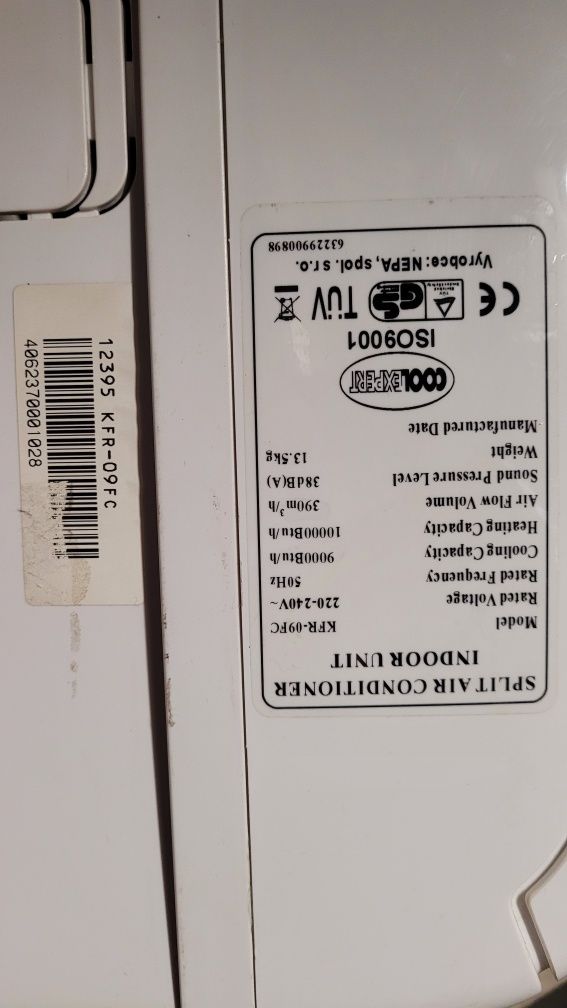 SPLIT AIR CONDITIONER
INDOOR UNIT
Model KFR-09FC
Rated Voltage 220-240V~
Rated Frequency 50Hz
Cooling Capacity 9000Btu/h
Heating Capacity 10000Btu/h
Air Flow Volume 390m³/h
Sound Pressure Level 38dB(A)
Weight 13.5kg
Manufactured Date
COOLEXPERT
ISO9001
CE TÜV GS TÜV
Vyrobce: NEPA, spol. s r.o.
63229900898
12395 KFR-09FC
4062370001028